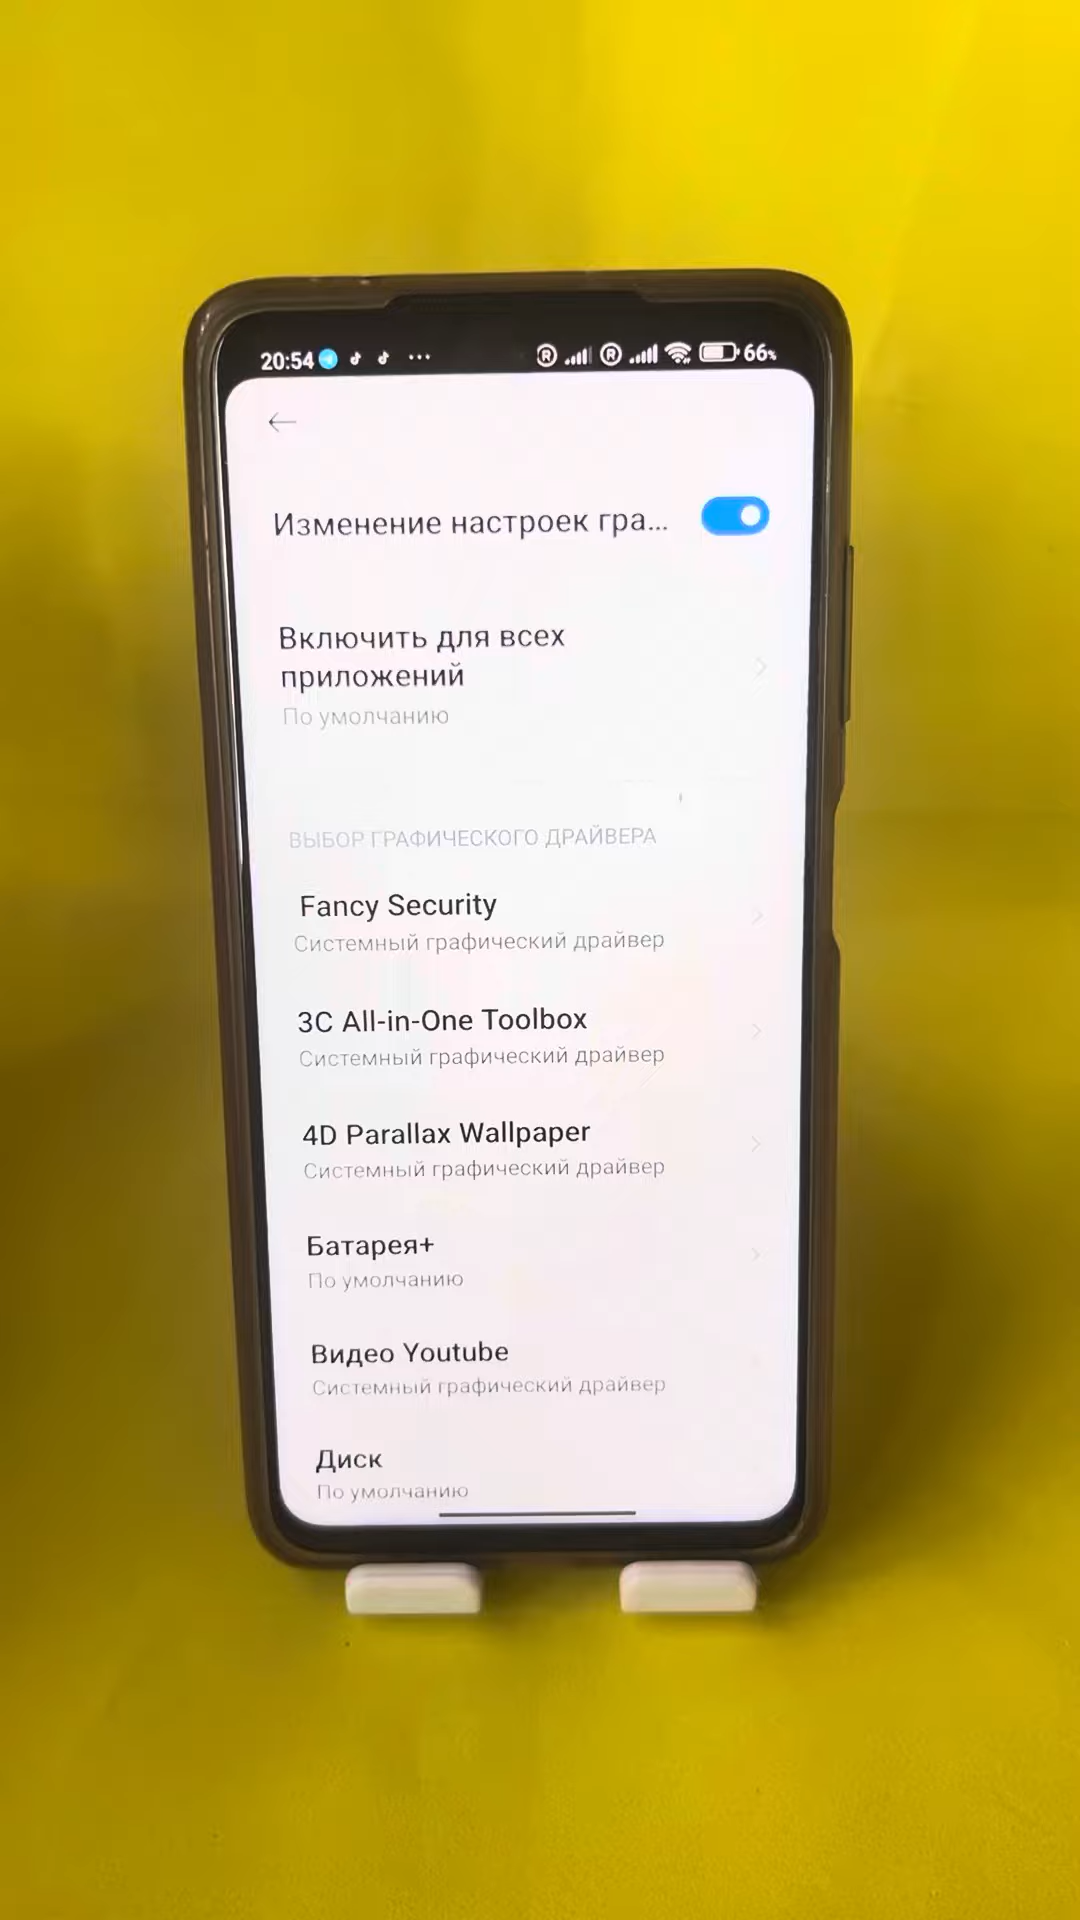 20:54 ... R R 66%
Изменение настроек гра...
Включить для всех
приложений
По умолчанию
ВЫБОР ГРАФИЧЕСКОГО ДРАЙВЕРА
Fancy Security
Системный графический драйвер
3C All-in-One Toolbox
Системный графический драйвер
4D Parallax Wallpaper
Системный графический драйвер
Батарея+
По умолчанию
Видео Youtube
Системный графический драйвер
Диск
По умолчанию